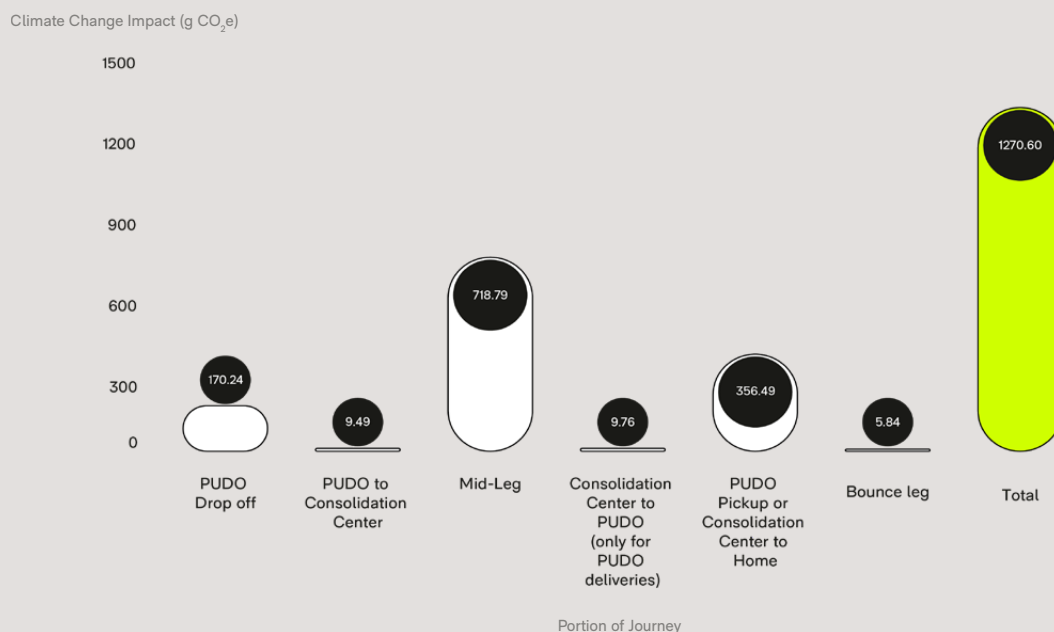 Climate Change Impact (g CO₂e)
1500
1200
900
600
300
0
170.24
9.49
718.79
9.76
356.49
5.84
1270.60
PUDO
Drop off
PUDO to
Consolidation
Center
Mid-Leg
Consolidation
Center to
PUDO
(only for
PUDO
deliveries)
PUDO
Pickup or
Consolidation
Center to
Home
Bounce leg
Total
Portion of Journey